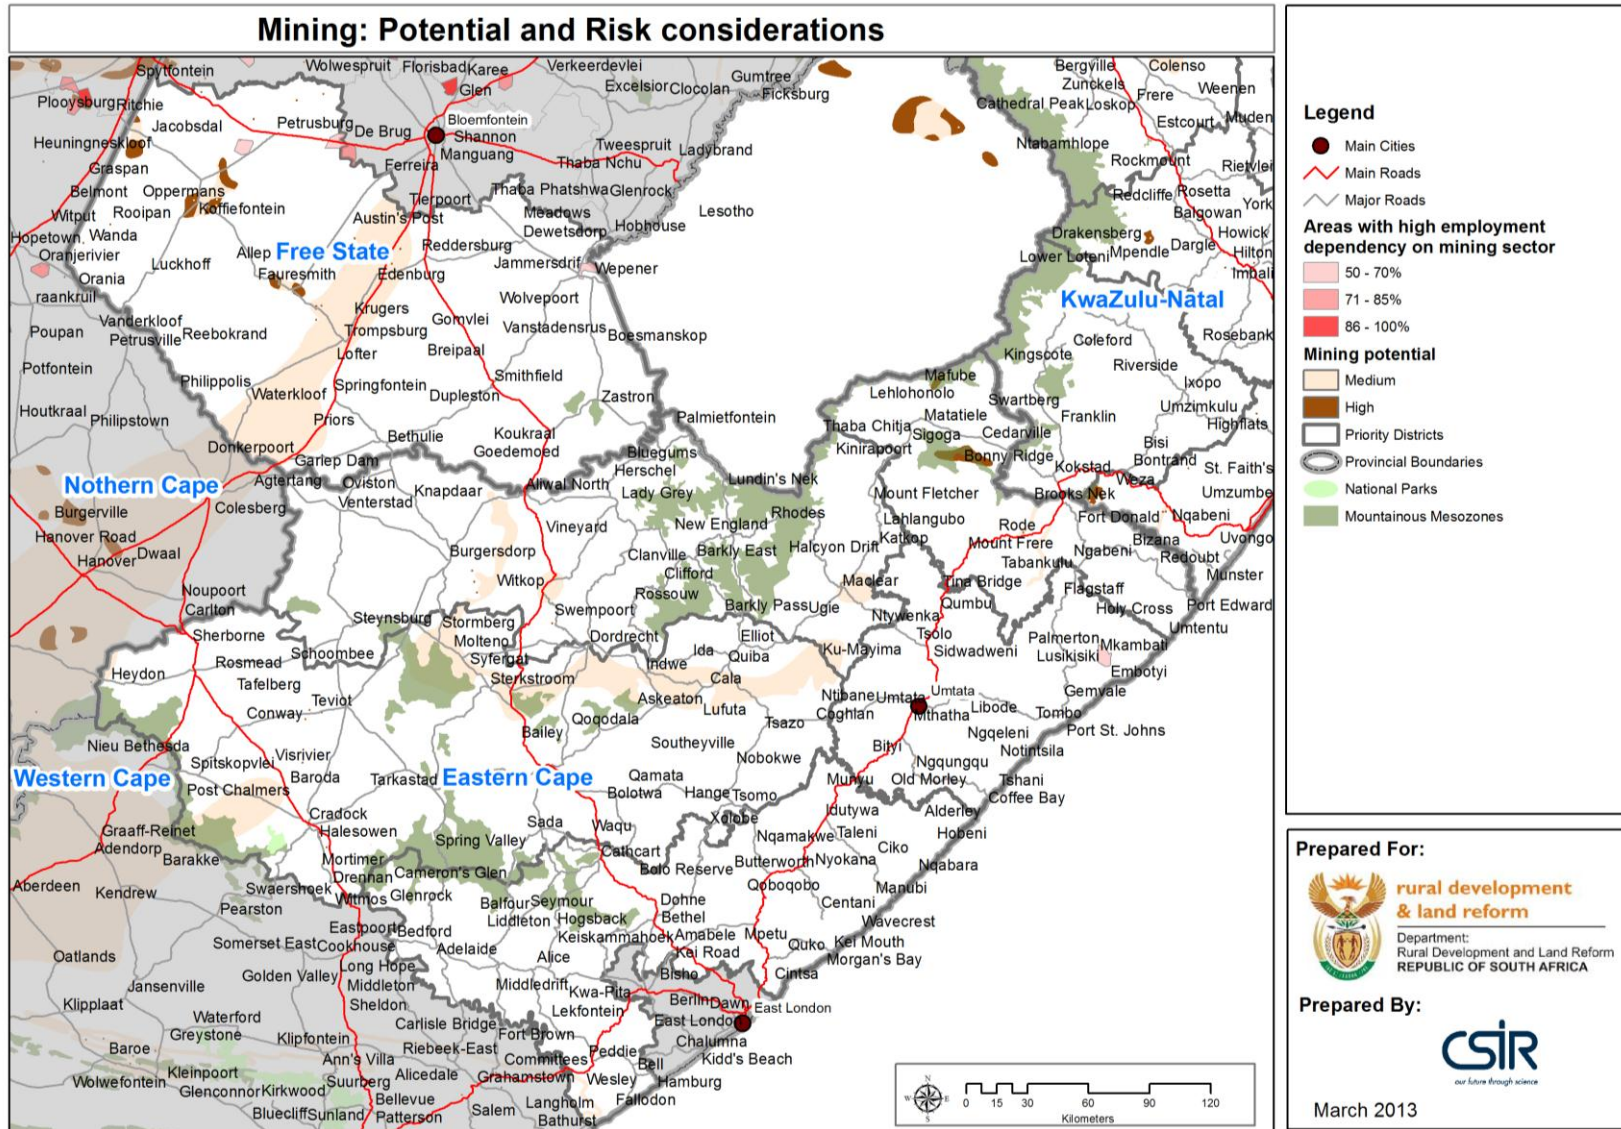 Mining: Potential and Risk considerations
Spytfontein
Wolwespruit
Florisbad
Karee
Verkeerdevlei
Gumtree
Bergville
Colenso
Plooysburg
Ritchie
Glen
Excelsior
Clocolan
Ficksburg
Zunckels
Frere
Weenen
Cathedral Peak
Loskop
Jacobsdal
Petrusburg
De Brug
Bloemfontein
Shannon
Manguang
Tweespruit
Ladybrand
Estcourt
Muden
Heuningneskloof
Graspan
Ferreira
Thaba Nchu
Ntabamhlope
Rockmount
Rietvlei
Belmont
Oppermans
Thaba Phatshwa
Glenrock
Redcliffe
Rosetta
Witput
Rooipan
Koffiefontein
Tierpoort
Austin's Post
Meadows
Dewetsdorp
Hobhouse
Lesotho
Balgowan
York
Hopetown
Wanda
Oranjerivier
Allep
Free State
Reddersburg
Drakensberg
Mpendle
Dargle
Howick
Hilton
Orania
Luckhoff
Fauresmith
Edenburg
Jammersdrif
Wepener
Lower Loteni
Imbali
raankruil
Krugers
Wolvepoort
KwaZulu-Natal
Poupan
Vanderkloof
Petrusville
Reebokrand
Trompsburg
Gomvlei
Vanstadensrus
Boesmanskop
Rosebank
Potfontein
Lofter
Breipaal
Kingscote
Coleford
Riverside
Philippolis
Springfontein
Smithfield
Mafube
Ixopo
Houtkraal
Philipstown
Waterkloof
Dupleston
Zastron
Lehlohonolo
Swartberg
Umzimkulu
Priors
Palmietfontein
Matatiele
Franklin
Highflats
Donkerpoort
Bethulie
Koukraal
Goedemoed
Thaba Chitja
Sigoga
Cedarville
Bisi
Gariep Dam
Bluegums
Kinirapoort
Bonny Ridge
Bontrand
Nothern Cape
Agtertang
Oviston
Herschel
Lundin's Nek
Kokstad
Weza
St. Faith's
Colesberg
Venterstad
Knapdaar
Aliwal North
Lady Grey
Mount Fletcher
Brooks Nek
Umzumbe
Burgerville
Hanover Road
Vineyard
New England
Rhodes
Lahlangubo
Rode
Fort Donald
Nqabeni
Hanover
Dwaal
Burgersdorp
Clanville
Barkly East
Halcyon Drift
Katkop
Mount Frere
Ngabeni
Bizana
Uvongo
Noupoort
Witkop
Clifford
Maclear
Tabankulu
Redoubt
Carlton
Rossouw
Tina Bridge
Flagstaff
Munster
Sherborne
Steynsburg
Stormberg
Swempoort
Barkly Pass
Ugie
Qumbu
Holy Cross
Port Edward
Schoombee
Molteno
Dordrecht
Elliot
Ntywenka
Umtentu
Heydon
Rosmead
Syfergat
Ida
Quiba
Ku-Mayima
Tsolo
Palmerton
Mkambati
Tafelberg
Sterkstroom
Indwe
Cala
Sidwadweni
Lusikisiki
Embotyi
Teviot
Askeaton
Lufuta
Ntibane
Umtata
Umtata
Gemvale
Conway
Qoqodala
Tsazo
Coghlan
Mthatha
Libode
Tombo
Nieu Bethesda
Bailey
Southeyville
Bityi
Ngqeleni
Port St. Johns
Spitskopvlei
Visrivier
Nobokwe
Ngqungqu
Notintsila
Western Cape
Baroda
Tarkastad
Eastern Cape
Qamata
Munyu
Old Morley
Tshani
Post Chalmers
Bolotwa
Hange
Tsomo
Coffee Bay
Cradock
Xolobe
Idutywa
Alderley
Graaff-Reinet
Halesowen
Sada
Waqu
Nqamakwe
Taleni
Hobeni
Adendorp
Spring Valley
Cathcart
Ciko
Barakke
Mortimer
Cameron's Glen
Bolo Reserve
Butterworth
Nyokana
Nqabara
Aberdeen
Kendrew
Swaershoek
Drennan
Witmos
Glenrock
Balfour
Seymour
Dohne
Qoboqobo
Manubi
Pearston
Liddleton
Hogsback
Bethel
Centani
Eastpoort
Bedford
Keiskammahoek
Amabele
Mpetu
Wavecrest
Oatlands
Somerset East
Cookhouse
Adelaide
Alice
Kei Road
Quko
Kei Mouth
Morgan's Bay
Golden Valley
Long Hope
Bisho
Cintsa
Klipplaat
Jansenville
Middleton
Middledrift
Kwa-Pita
Berlin
Dawn
East London
Sheldon
Lekfontein
East London
Waterford
Carlisle Bridge
Greystone
Klipfontein
Fort Brown
Chalumna
Baroe
Ann's Villa
Riebeek-East
Committees
Peddie
Kidd's Beach
Bell
Wolwefontein
Kleinpoort
Glenconnor
Kirkwood
Suurberg
Alicedale
Grahamstown
Wesley
Hamburg
Bluecliff
Sunland
Bellevue
Patterson
Salem
Langholm
Bathurst
Fallodon
N
W
E
S
0 15 30 60 90 120
Kilometers
Legend
Main Cities
Main Roads
Major Roads
Areas with high employment
dependency on mining sector
50 - 70%
71 - 85%
86 - 100%
Mining potential
Medium
High
Priority Districts
Provincial Boundaries
National Parks
Mountainous Mesozones
Prepared For:
rural development
& land reform
Department:
Rural Development and Land Reform
REPUBLIC OF SOUTH AFRICA
Prepared By:
CSIR
our future through science
March 2013